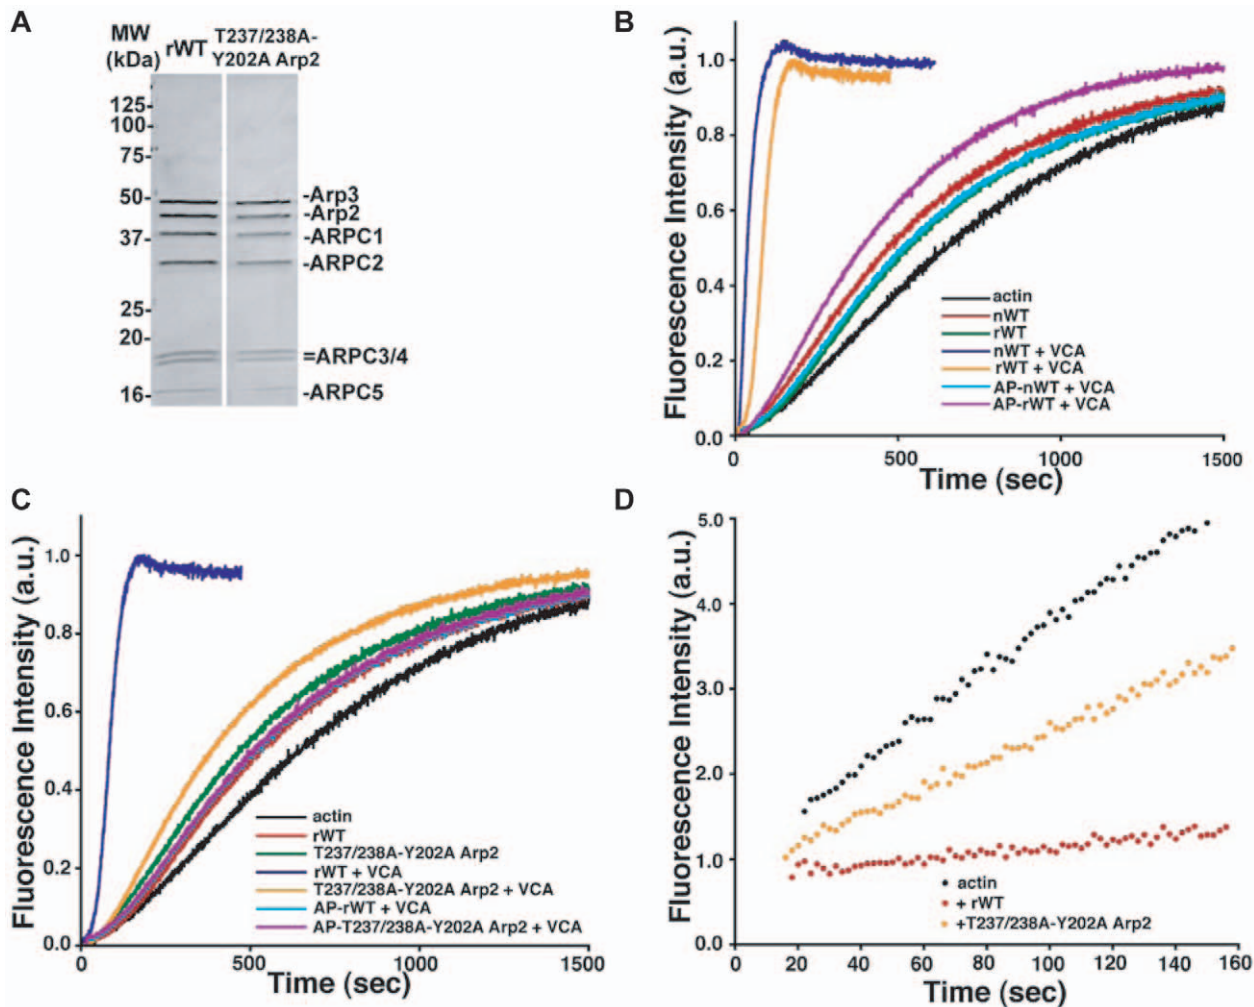 A
MW
(kDa)
rWT
T237/238A-
Y202A Arp2
125-
100-
75-
50-
37-
25-
20-
16-
-Arp3
-Arp2
-ARPC1
-ARPC2
=ARPC3/4
-ARPC5
B
Fluorescence Intensity (a.u.)
1.0
0.8
0.6
0.4
0.2
0.0
actin
nWT
rWT
nWT + VCA
rWT + VCA
AP-nWT + VCA
AP-rWT + VCA
0
500
1000
1500
Time (sec)
C
Fluorescence Intensity (a.u.)
1.0
0.8
0.6
0.4
0.2
0.0
actin
rWT
T237/238A-Y202A Arp2
rWT + VCA
T237/238A-Y202A Arp2 + VCA
AP-rWT + VCA
AP-T237/238A-Y202A Arp2 + VCA
0
500
1000
1500
Time (sec)
D
Fluorescence Intensity (a.u.)
5.0
4.0
3.0
2.0
1.0
0.0
actin
+ rWT
+T237/238A-Y202A Arp2
0
20
40
60
80
100
120
140
160
Time (sec)